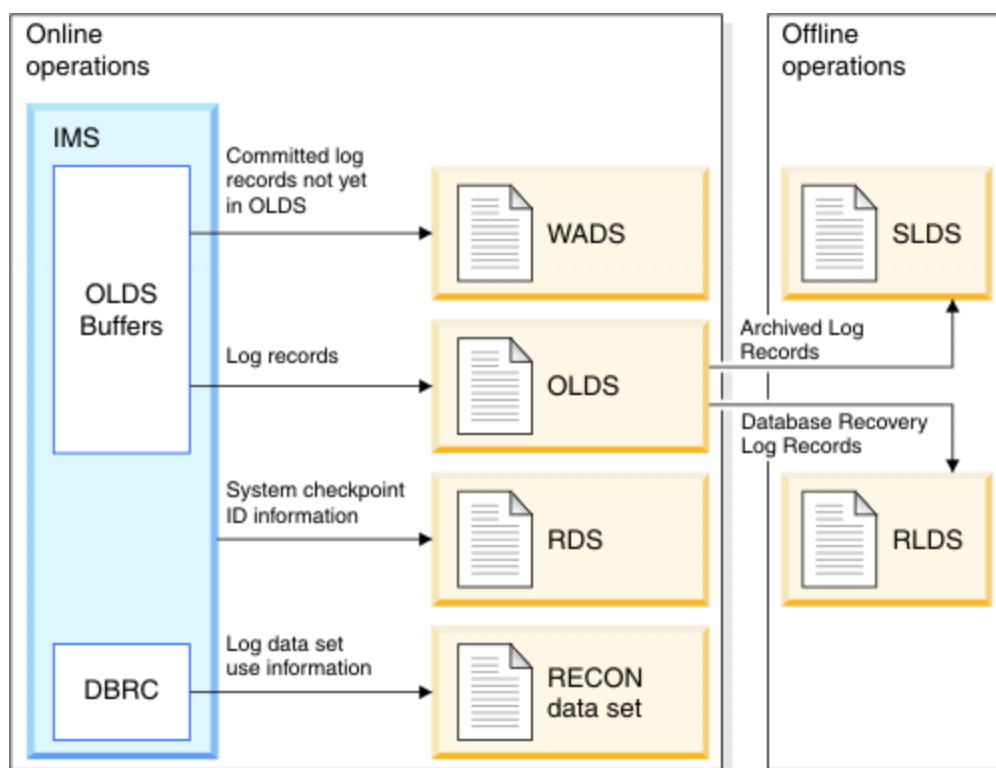 Online
operations
Offline
operations
IMS
Committed log
records not yet
in OLDS
WADS
SLDS
OLDS
Buffers
Archived Log
Records
Log records
OLDS
Database Recovery
Log Records
System checkpoint
ID information
RDS
RLDS
Log data set
use information
DBRC
RECON
data set